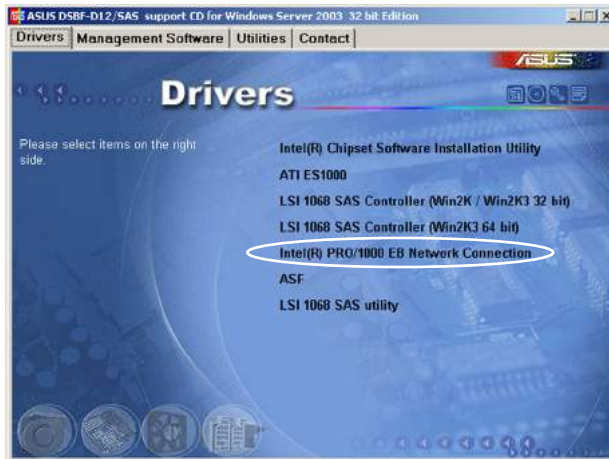 ASUS DSBF-D12/SAS support CD for Windows Server 2003 32 bit Edition
Drivers Management Software Utilities Contact
ASUS
Drivers
Please select items on the right
side.
Intel(R) Chipset Software Installation Utility
ATI ES1000
LSI 1068 SAS Controller (Win2K / Win2K3 32 bit)
LSI 1068 SAS Controller (Win2K3 64 bit)
Intel(R) PRO/1000 EB Network Connection
ASF
LSI 1068 SAS utility